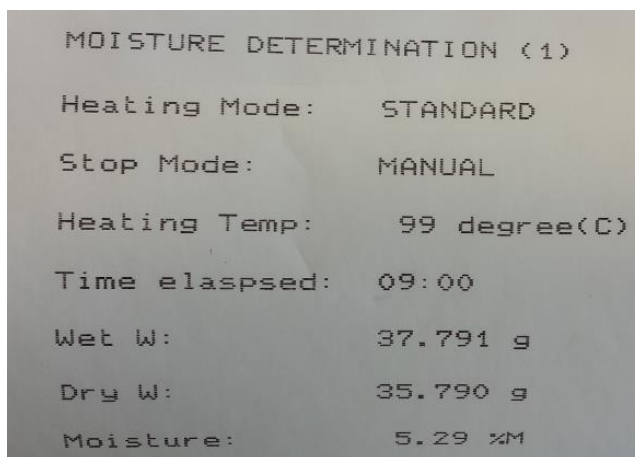 MOISTURE DETERMINATION (1)
Heating Mode: STANDARD
Stop Mode: MANUAL
Heating Temp: 99 degree(C)
Time elaspsed: 09:00
Wet W: 37.791 g
Dry W: 35.790 g
Moisture: 5.29 %M